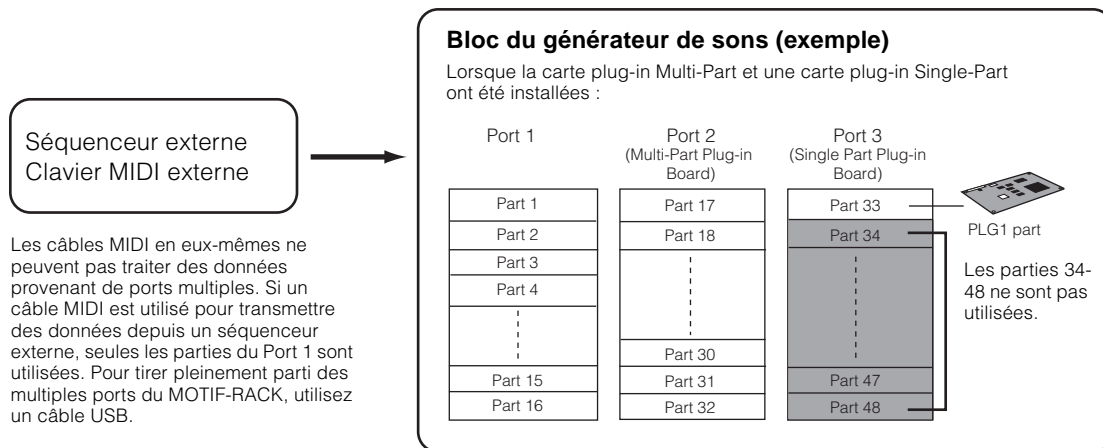 Bloc du générateur de sons (exemple)
Lorsque la carte plug-in Multi-Part et une carte plug-in Single-Part
ont été installées :
Séquenceur externe
Clavier MIDI externe
Les câbles MIDI en eux-mêmes ne
peuvent pas traiter des données
provenant de ports multiples. Si un
câble MIDI est utilisé pour transmettre
des données depuis un séquenceur
externe, seules les parties du Port 1 sont
utilisées. Pour tirer pleinement parti des
multiples ports du MOTIF-RACK, utilisez
un câble USB.
Port 1
Part 1
Part 2
Part 3
Part 4
Part 15
Part 16
Port 2
(Multi-Part Plug-in
Board)
Part 17
Part 18
Part 30
Part 31
Part 32
Port 3
(Single Part Plug-in
Board)
Part 33
Part 34
Part 47
Part 48
PLG1 part
Les parties 34-
48 ne sont pas
utilisées.